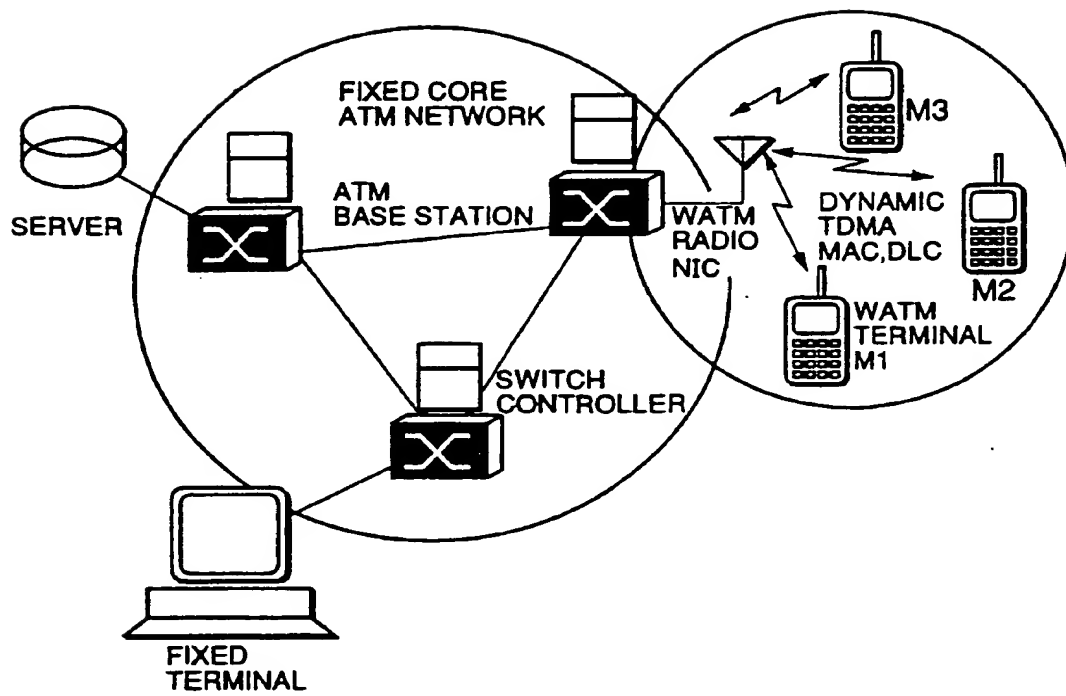 FIXED CORE
ATM NETWORK
M3
SERVER
ATM
BASE STATION
WATM
RADIO
NIC
DYNAMIC
TDMA
MAC,DLC
M2
WATM
TERMINAL
M1
SWITCH
CONTROLLER
FIXED
TERMINAL